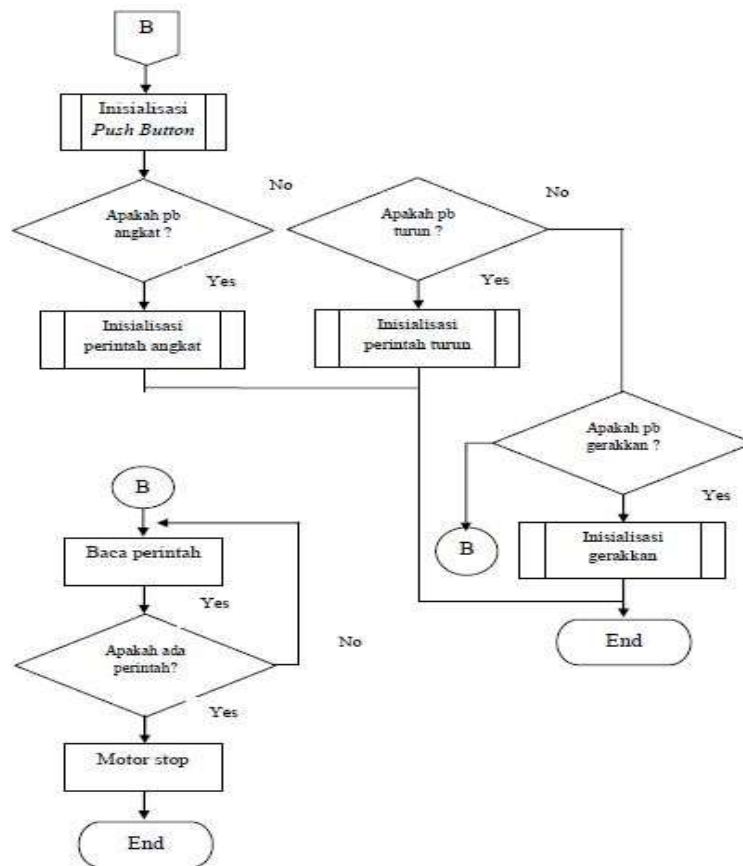 B
Inisialisasi
Push Button
No
No
Apakah pb
angkat ?
Apakah pb
turun ?
Yes
Yes
Inisialisasi
perintah angkat
Inisialisasi
perintah turun
Apakah pb
gerakkan ?
Yes
B
Inisialisasi
gerakkan
End
B
Baca perintah
Yes
Apakah ada
perintah?
No
Yes
Motor stop
End